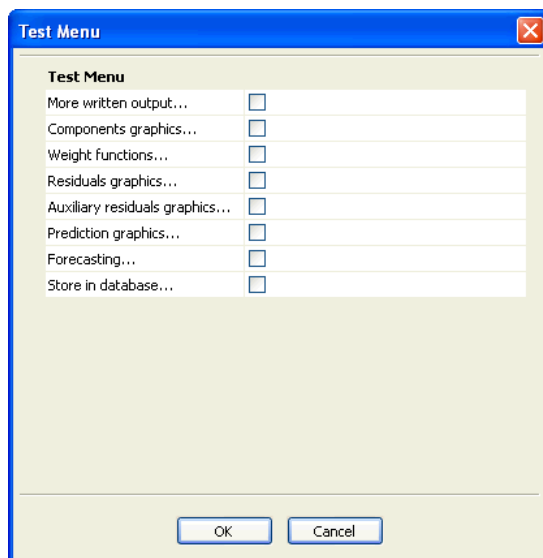 Test Menu
Test Menu
More written output...
Components graphics...
Weight functions...
Residuals graphics...
Auxiliary residuals graphics...
Prediction graphics...
Forecasting...
Store in database...
OK Cancel